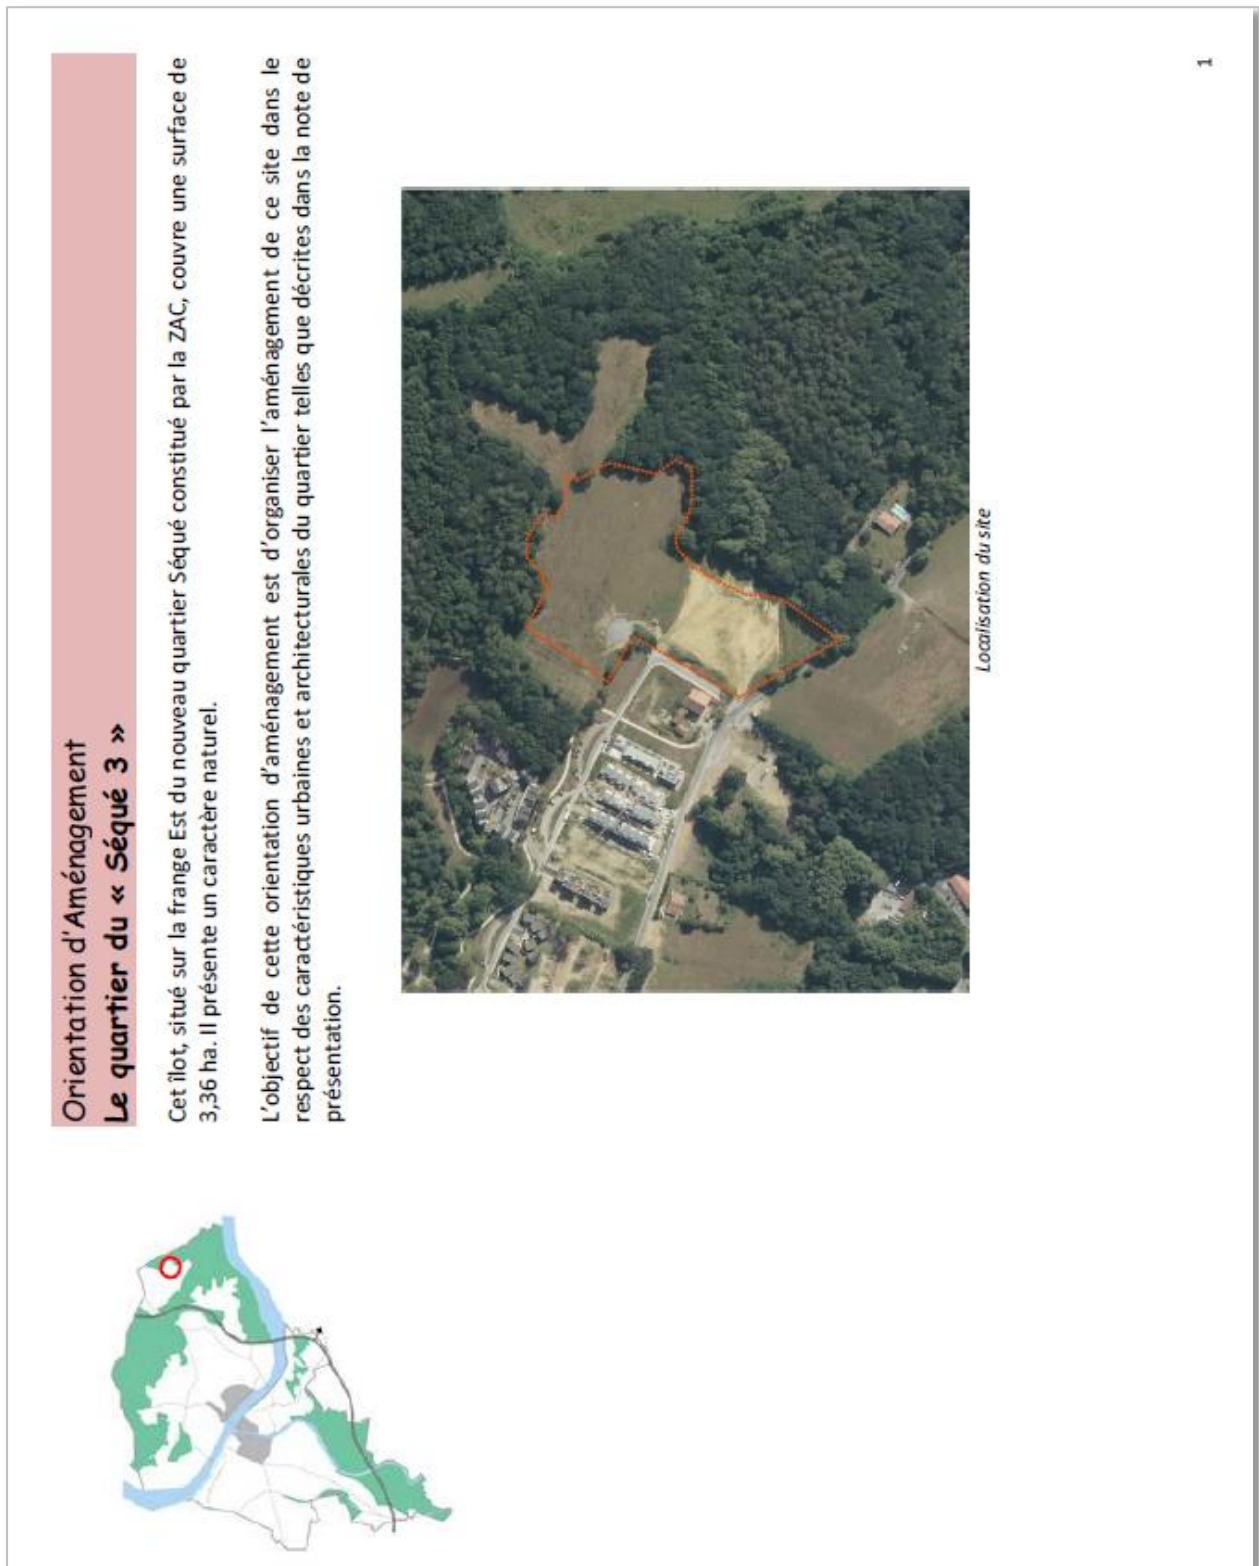 Orientation d'Aménagement
Le quartier du « Séqué 3 »
Cet îlot, situé sur la frange Est du nouveau quartier Séqué constitué par la ZAC, couvre une surface de
3,36 ha. Il présente un caractère naturel.
L'objectif de cette orientation d'aménagement est d'organiser l'aménagement de ce site dans le
respect des caractéristiques urbaines et architecturales du quartier telles que décrites dans la note de
présentation.
Localisation du site
1